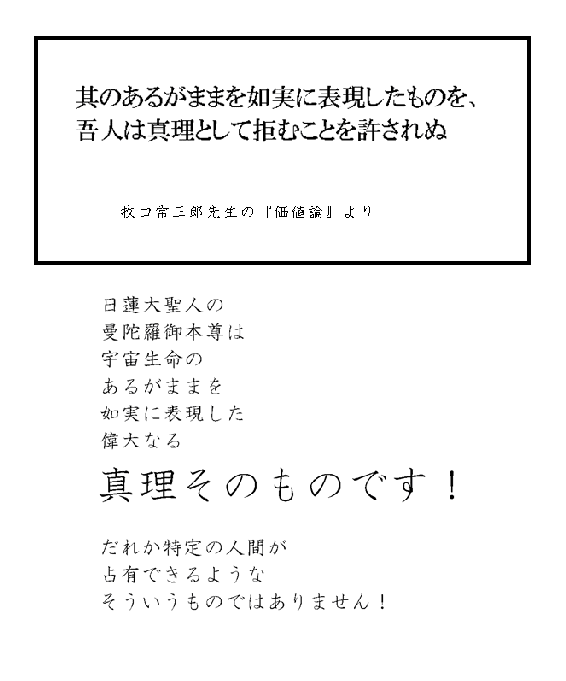 其のあるがままを如実に表現したものを、
吾人は真理として拒むことを許されぬ
牧口常三郎先生の『価値論』より
日蓮大聖人の
曼陀羅御本尊は
宇宙生命の
あるがままを
如実に表現した
偉大なる
真理そのものです！
だれか特定の人間が
占有できるような
そういうものではありません！